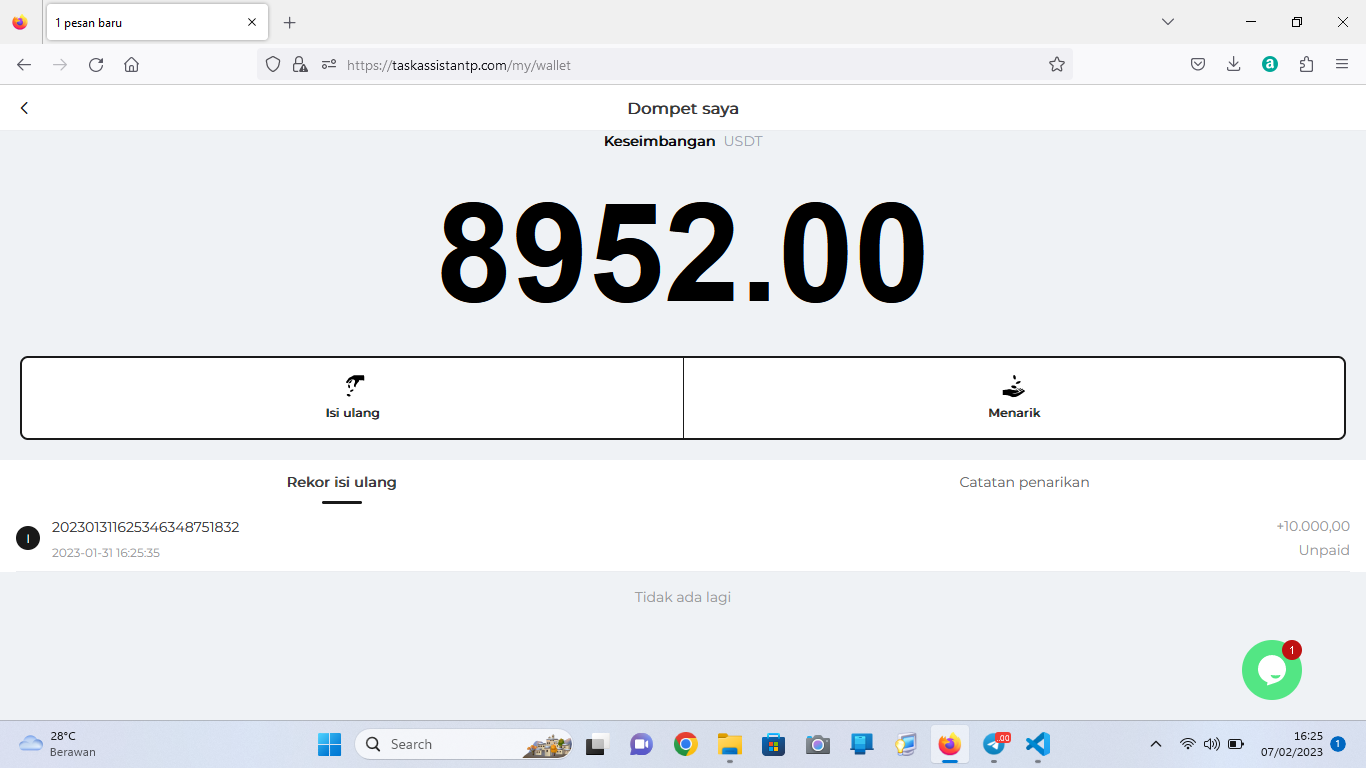 1 pesan baru
https://taskassistantp.com/my/wallet
a
Dompet saya
Keseimbangan USDT
8952.00
Isi ulang
Menarik
Rekor isi ulang
Catatan penarikan
I
202301311625346348751832
+10.000,00
2023-01-31 16:25:35
Unpaid
Tidak ada lagi
1
28°C
Berawan
Search
.00
16:25
07/02/2023
1